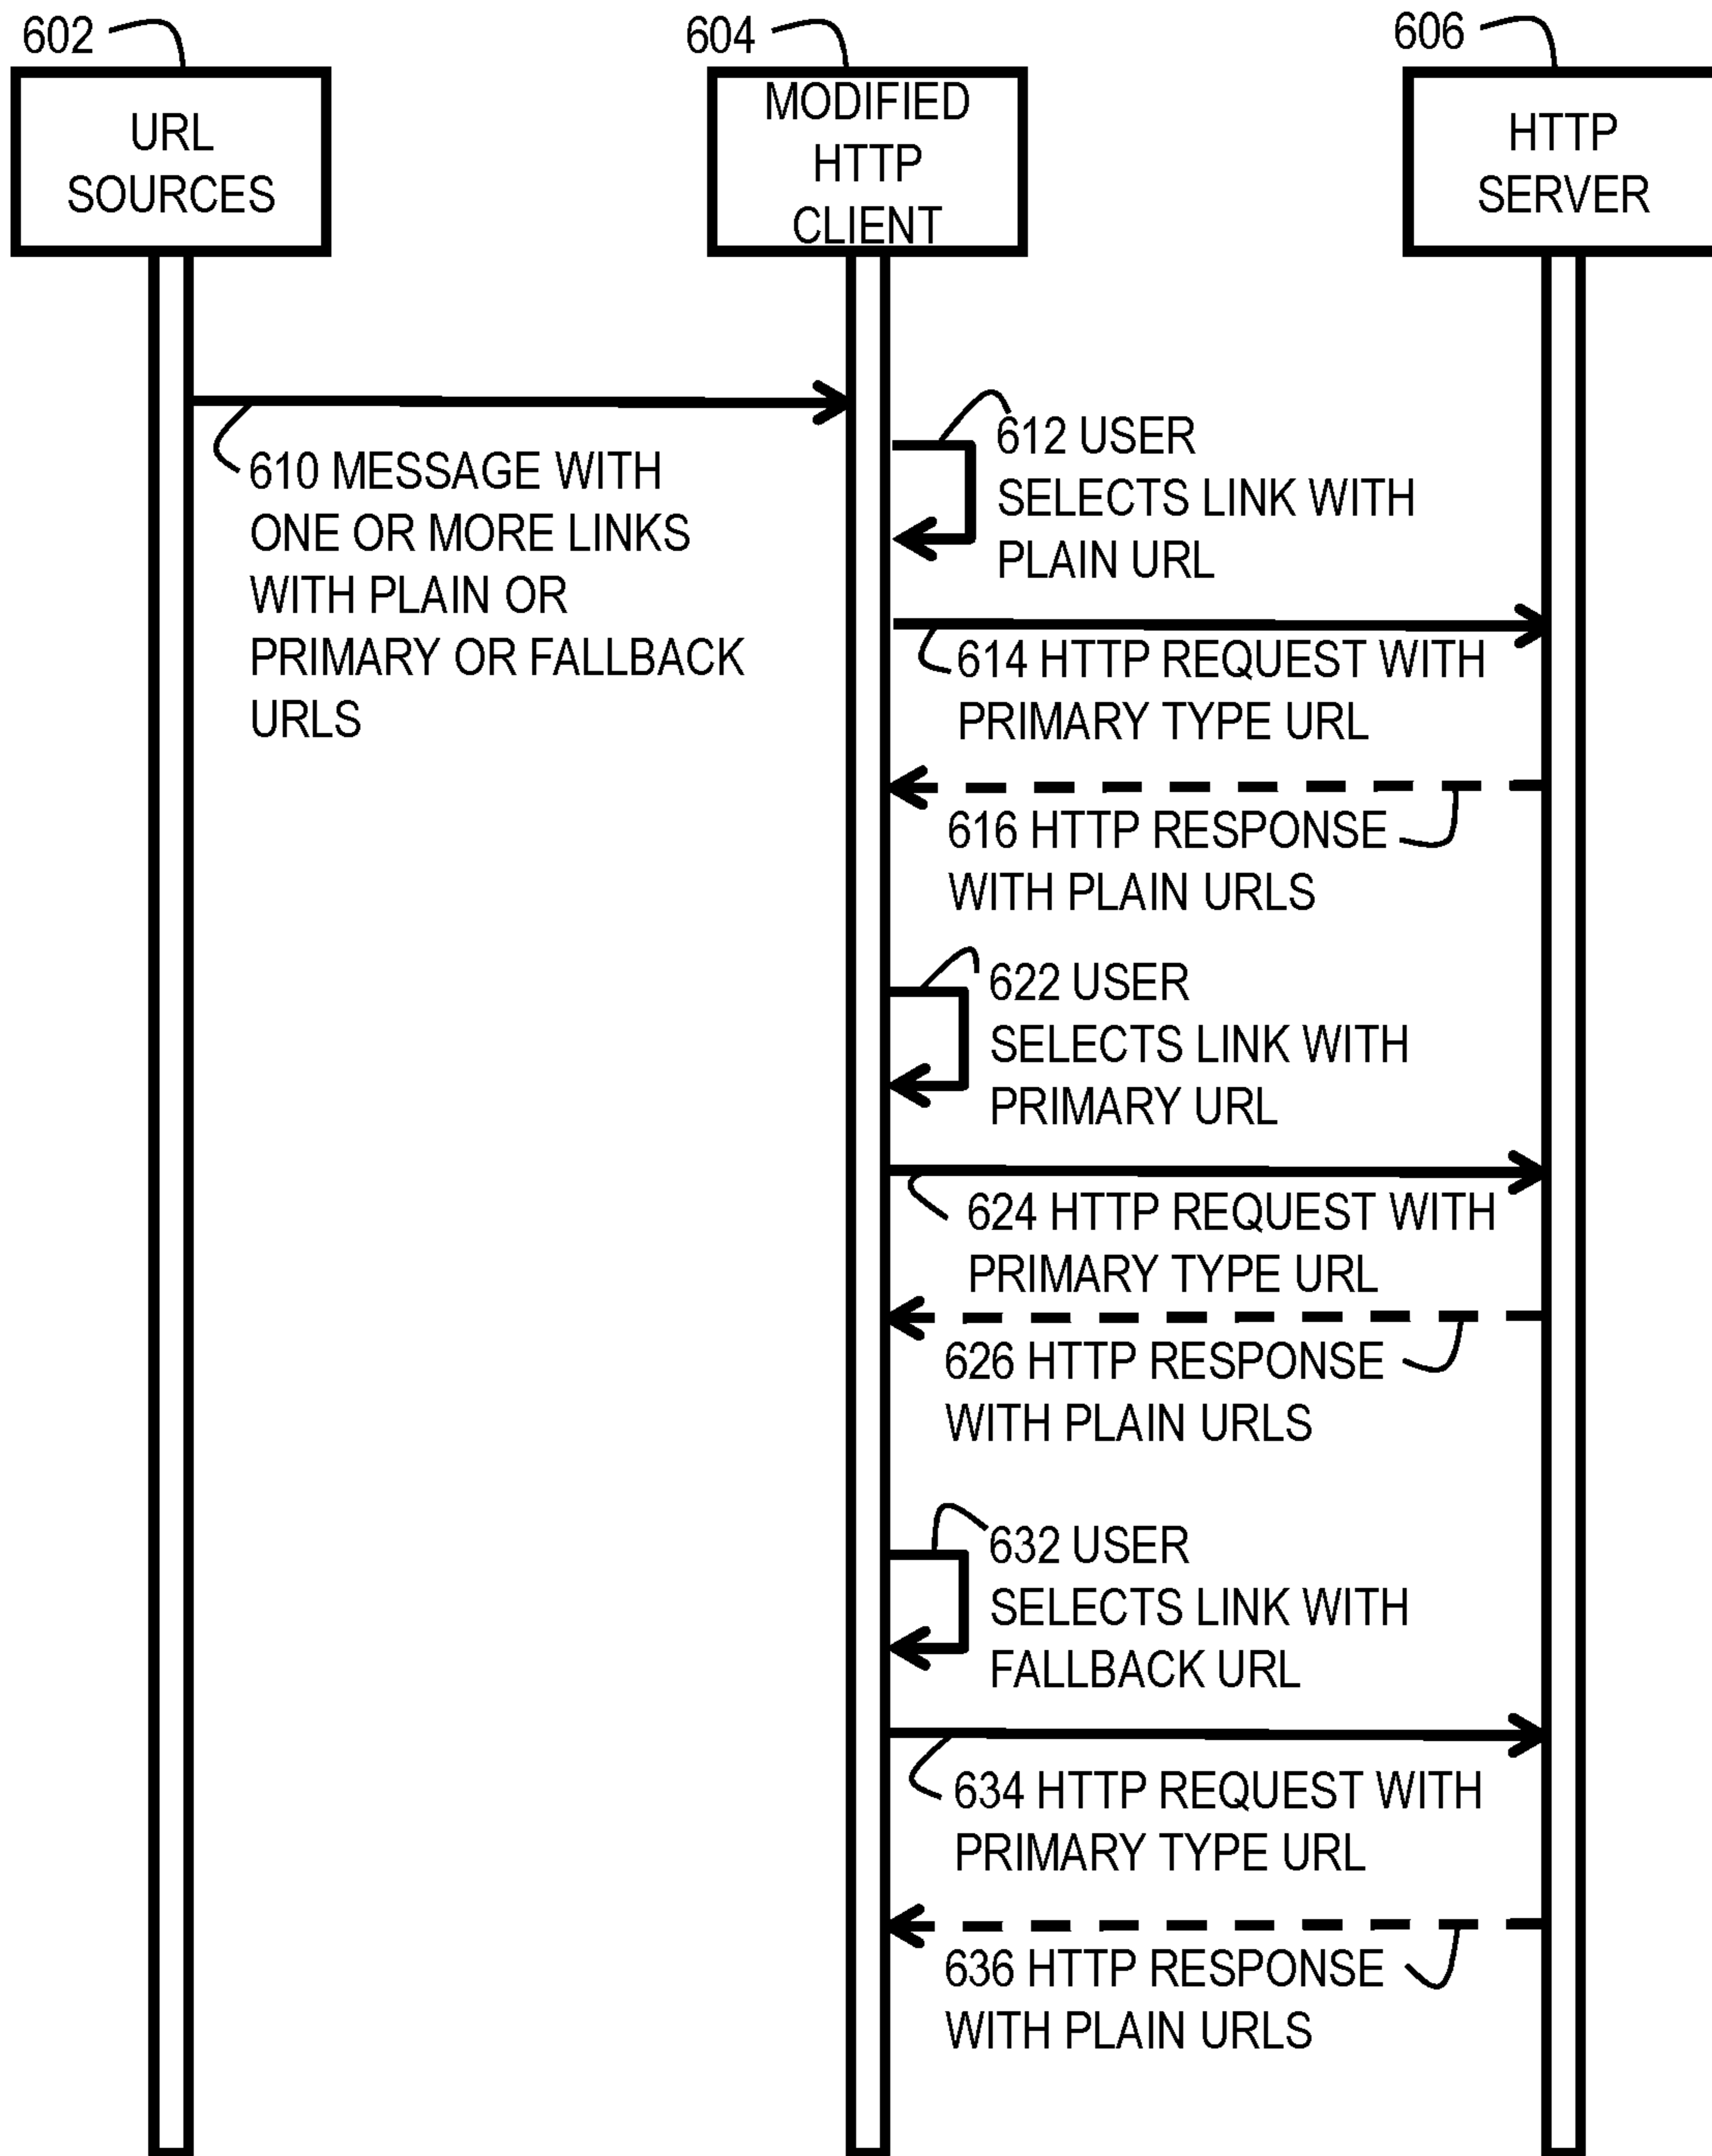 602
604
606
URL
SOURCES
MODIFIED
HTTP
CLIENT
HTTP
SERVER
610 MESSAGE WITH
ONE OR MORE LINKS
WITH PLAIN OR
PRIMARY OR FALLBACK
URLS
612 USER
SELECTS LINK WITH
PLAIN URL
614 HTTP REQUEST WITH
PRIMARY TYPE URL
616 HTTP RESPONSE
WITH PLAIN URLS
622 USER
SELECTS LINK WITH
PRIMARY URL
624 HTTP REQUEST WITH
PRIMARY TYPE URL
626 HTTP RESPONSE
WITH PLAIN URLS
632 USER
SELECTS LINK WITH
FALLBACK URL
634 HTTP REQUEST WITH
PRIMARY TYPE URL
636 HTTP RESPONSE
WITH PLAIN URLS